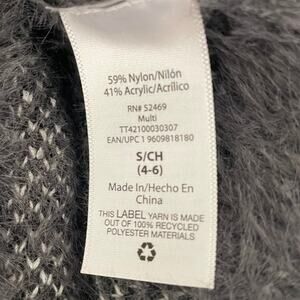 59% Nylon/Nilón
41% Acrylic/Acrílico
RN# 52469
Multi
TT42100030307
EAN/UPC 1 9609818180
S/CH
(4-6)
Made In/Hecho En
China
THIS LABEL YARN IS MADE
OUT OF 100% RECYCLED
POLYESTER MATERIALS